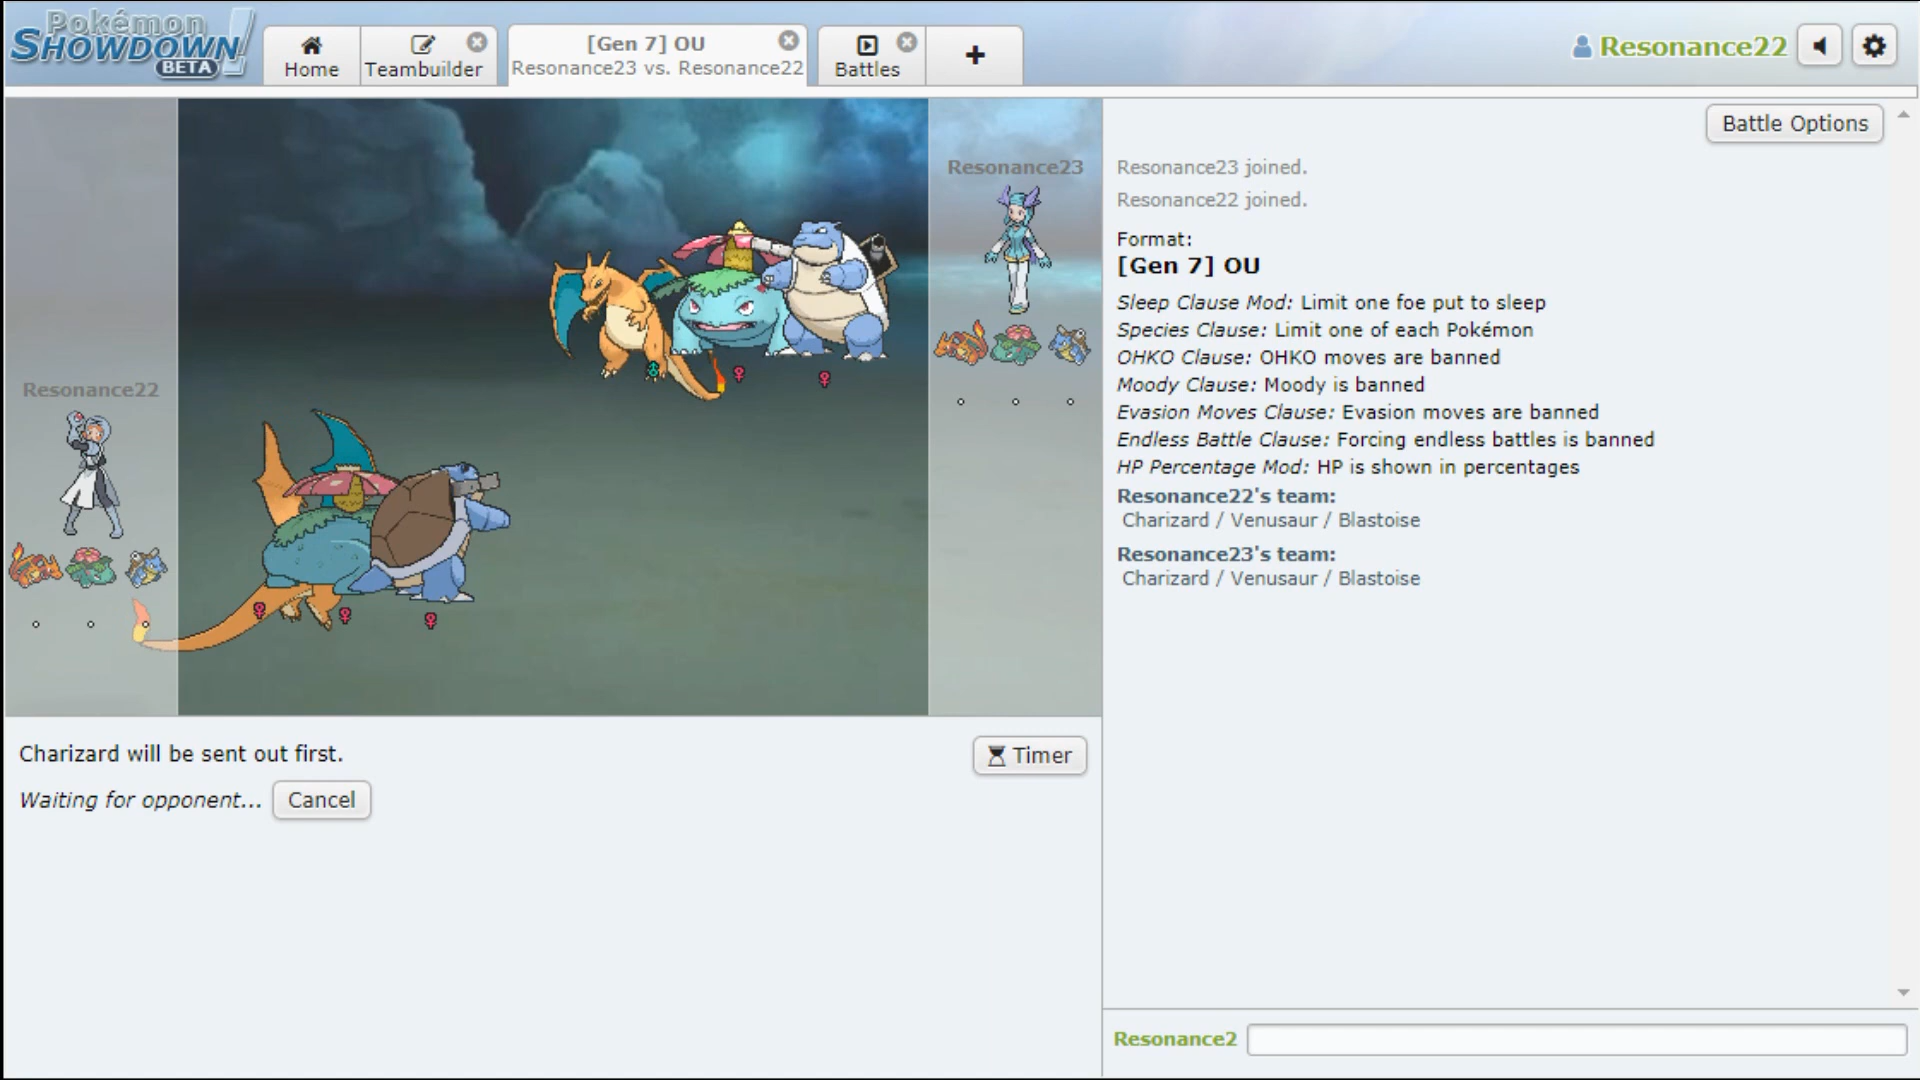 Pokémon
SHOWDOWN!
BETA
Home
Teambuilder
[Gen 7] OU
Resonance23 vs. Resonance22
Battles
+
Resonance22
Resonance22
Resonance23
Battle Options
Resonance23 joined.
Resonance22 joined.
Format:
[Gen 7] OU
Sleep Clause Mod: Limit one foe put to sleep
Species Clause: Limit one of each Pokémon
OHKO Clause: OHKO moves are banned
Moody Clause: Moody is banned
Evasion Moves Clause: Evasion moves are banned
Endless Battle Clause: Forcing endless battles is banned
HP Percentage Mod: HP is shown in percentages
Resonance22's team:
Charizard / Venusaur / Blastoise
Resonance23's team:
Charizard / Venusaur / Blastoise
Charizard will be sent out first.
Timer
Waiting for opponent... Cancel
Resonance2